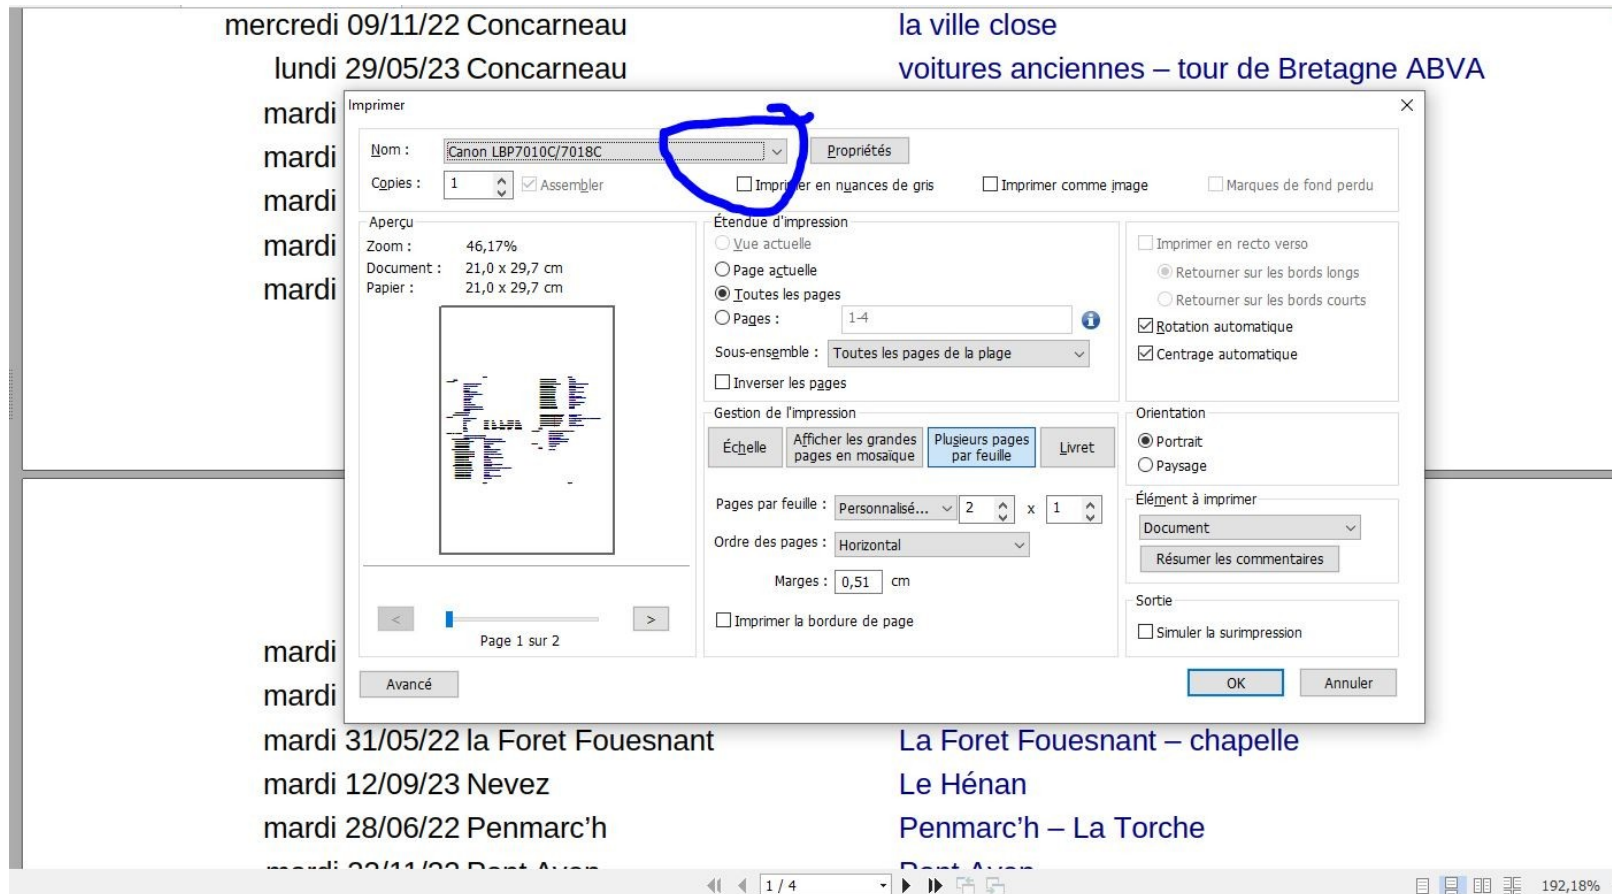 mercredi 09/11/22 Concarneau la ville close
lundi 29/05/23 Concarneau voitures anciennes – tour de Bretagne ABVA
mardi
mardi
mardi
mardi
mardi
Imprimer
Nom : Canon LBP7010C/7018C Propriétés
Copies : 1 Assembler Imprimer en nuances de gris Imprimer comme image Marques de fond perdu
Aperçu
Zoom : 46,17%
Document : 21,0 x 29,7 cm
Papier : 21,0 x 29,7 cm
< >
Page 1 sur 2
Avancé
Étendue d'impression
Vue actuelle
Page actuelle
Toutes les pages
Pages : 1-4
Sous-ensemble : Toutes les pages de la plage
Inverser les pages
Imprimer en recto verso
Retourner sur les bords longs
Retourner sur les bords courts
Rotation automatique
Centrage automatique
Gestion de l'impression
Échelle
Afficher les grandes
pages en mosaïque
Plusieurs pages
par feuille
Livret
Pages par feuille : Personnalisé... 2 x 1
Ordre des pages : Horizontal
Marges : 0,51 cm
Imprimer la bordure de page
Orientation
Portrait
Paysage
Élément à imprimer
Document
Résumer les commentaires
Sortie
Simuler la surimpression
OK Annuler
mardi
mardi
mardi 31/05/22 la Foret Fouesnant La Foret Fouesnant – chapelle
mardi 12/09/23 Nevez Le Hénan
mardi 28/06/22 Penmarc'h Penmarc'h – La Torche
1 / 4
192,18%